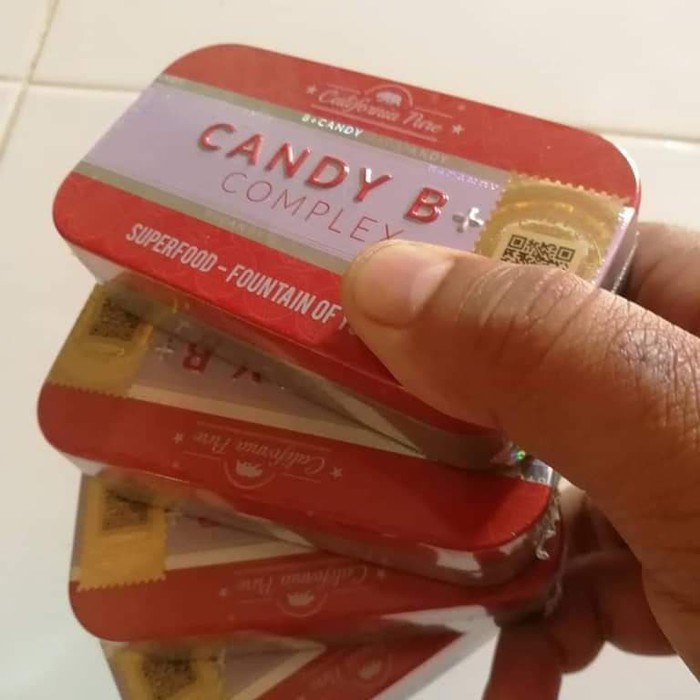 California Pure
B+CANDY
CANDY B+
COMPLEX
SUPERFOOD - FOUNTAIN OF
Y B+
California Pure
California Pure